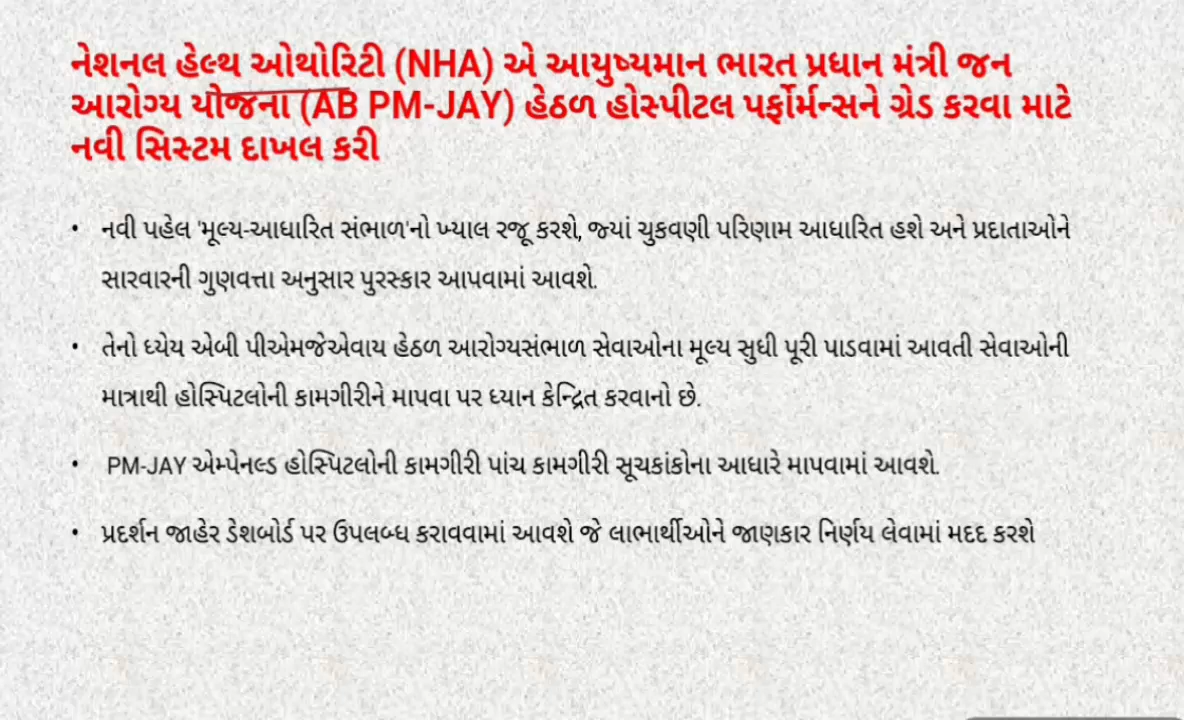 નેશનલ હેલ્થ ઓથોરિટી (NHA) એ આયુષ્યમાન ભારત પ્રધાન મંત્રી જન
આરોગ્ય યોજના (AB PM-JAY) હેઠળ હોસ્પીટલ પર્ફોર્મન્સને ગ્રેડ કરવા માટે
નવી સિસ્ટમ દાખલ કરી
• નવી પહેલ 'મૂલ્ય-આધારિત સંભાળ'નો ખ્યાલ રજૂ કરશે, જ્યાં ચુકવણી પરિણામ આધારિત હશે અને પ્રદાતાઓને
સારવારની ગુણવત્તા અનુસાર પુરસ્કાર આપવામાં આવશે.
• તેનો ધ્યેય એબી પીએમજેએવાય હેઠળ આરોગ્યસંભાળ સેવાઓના મૂલ્ય સુધી પૂરી પાડવામાં આવતી સેવાઓની
માત્રાથી હોસ્પિટલોની કામગીરીને માપવા પર ધ્યાન કેન્દ્રિત કરવાનો છે.
• PM-JAY એમ્પેનલ્ડ હોસ્પિટલોની કામગીરી પાંચ કામગીરી સૂચકાંકોના આધારે માપવામાં આવશે.
• પ્રદર્શન જાહેર ડેશબોર્ડ પર ઉપલબ્ધ કરાવવામાં આવશે જે લાભાર્થીઓને જાણકાર નિર્ણય લેવામાં મદદ કરશે